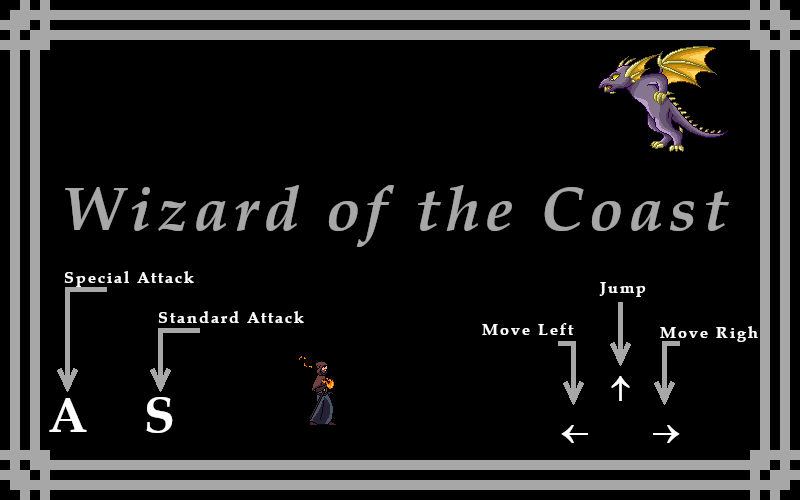 Wizard of the Coast
Special Attack
Standard Attack
A
S
Jump
Move Left
Move Righ
↑
← →